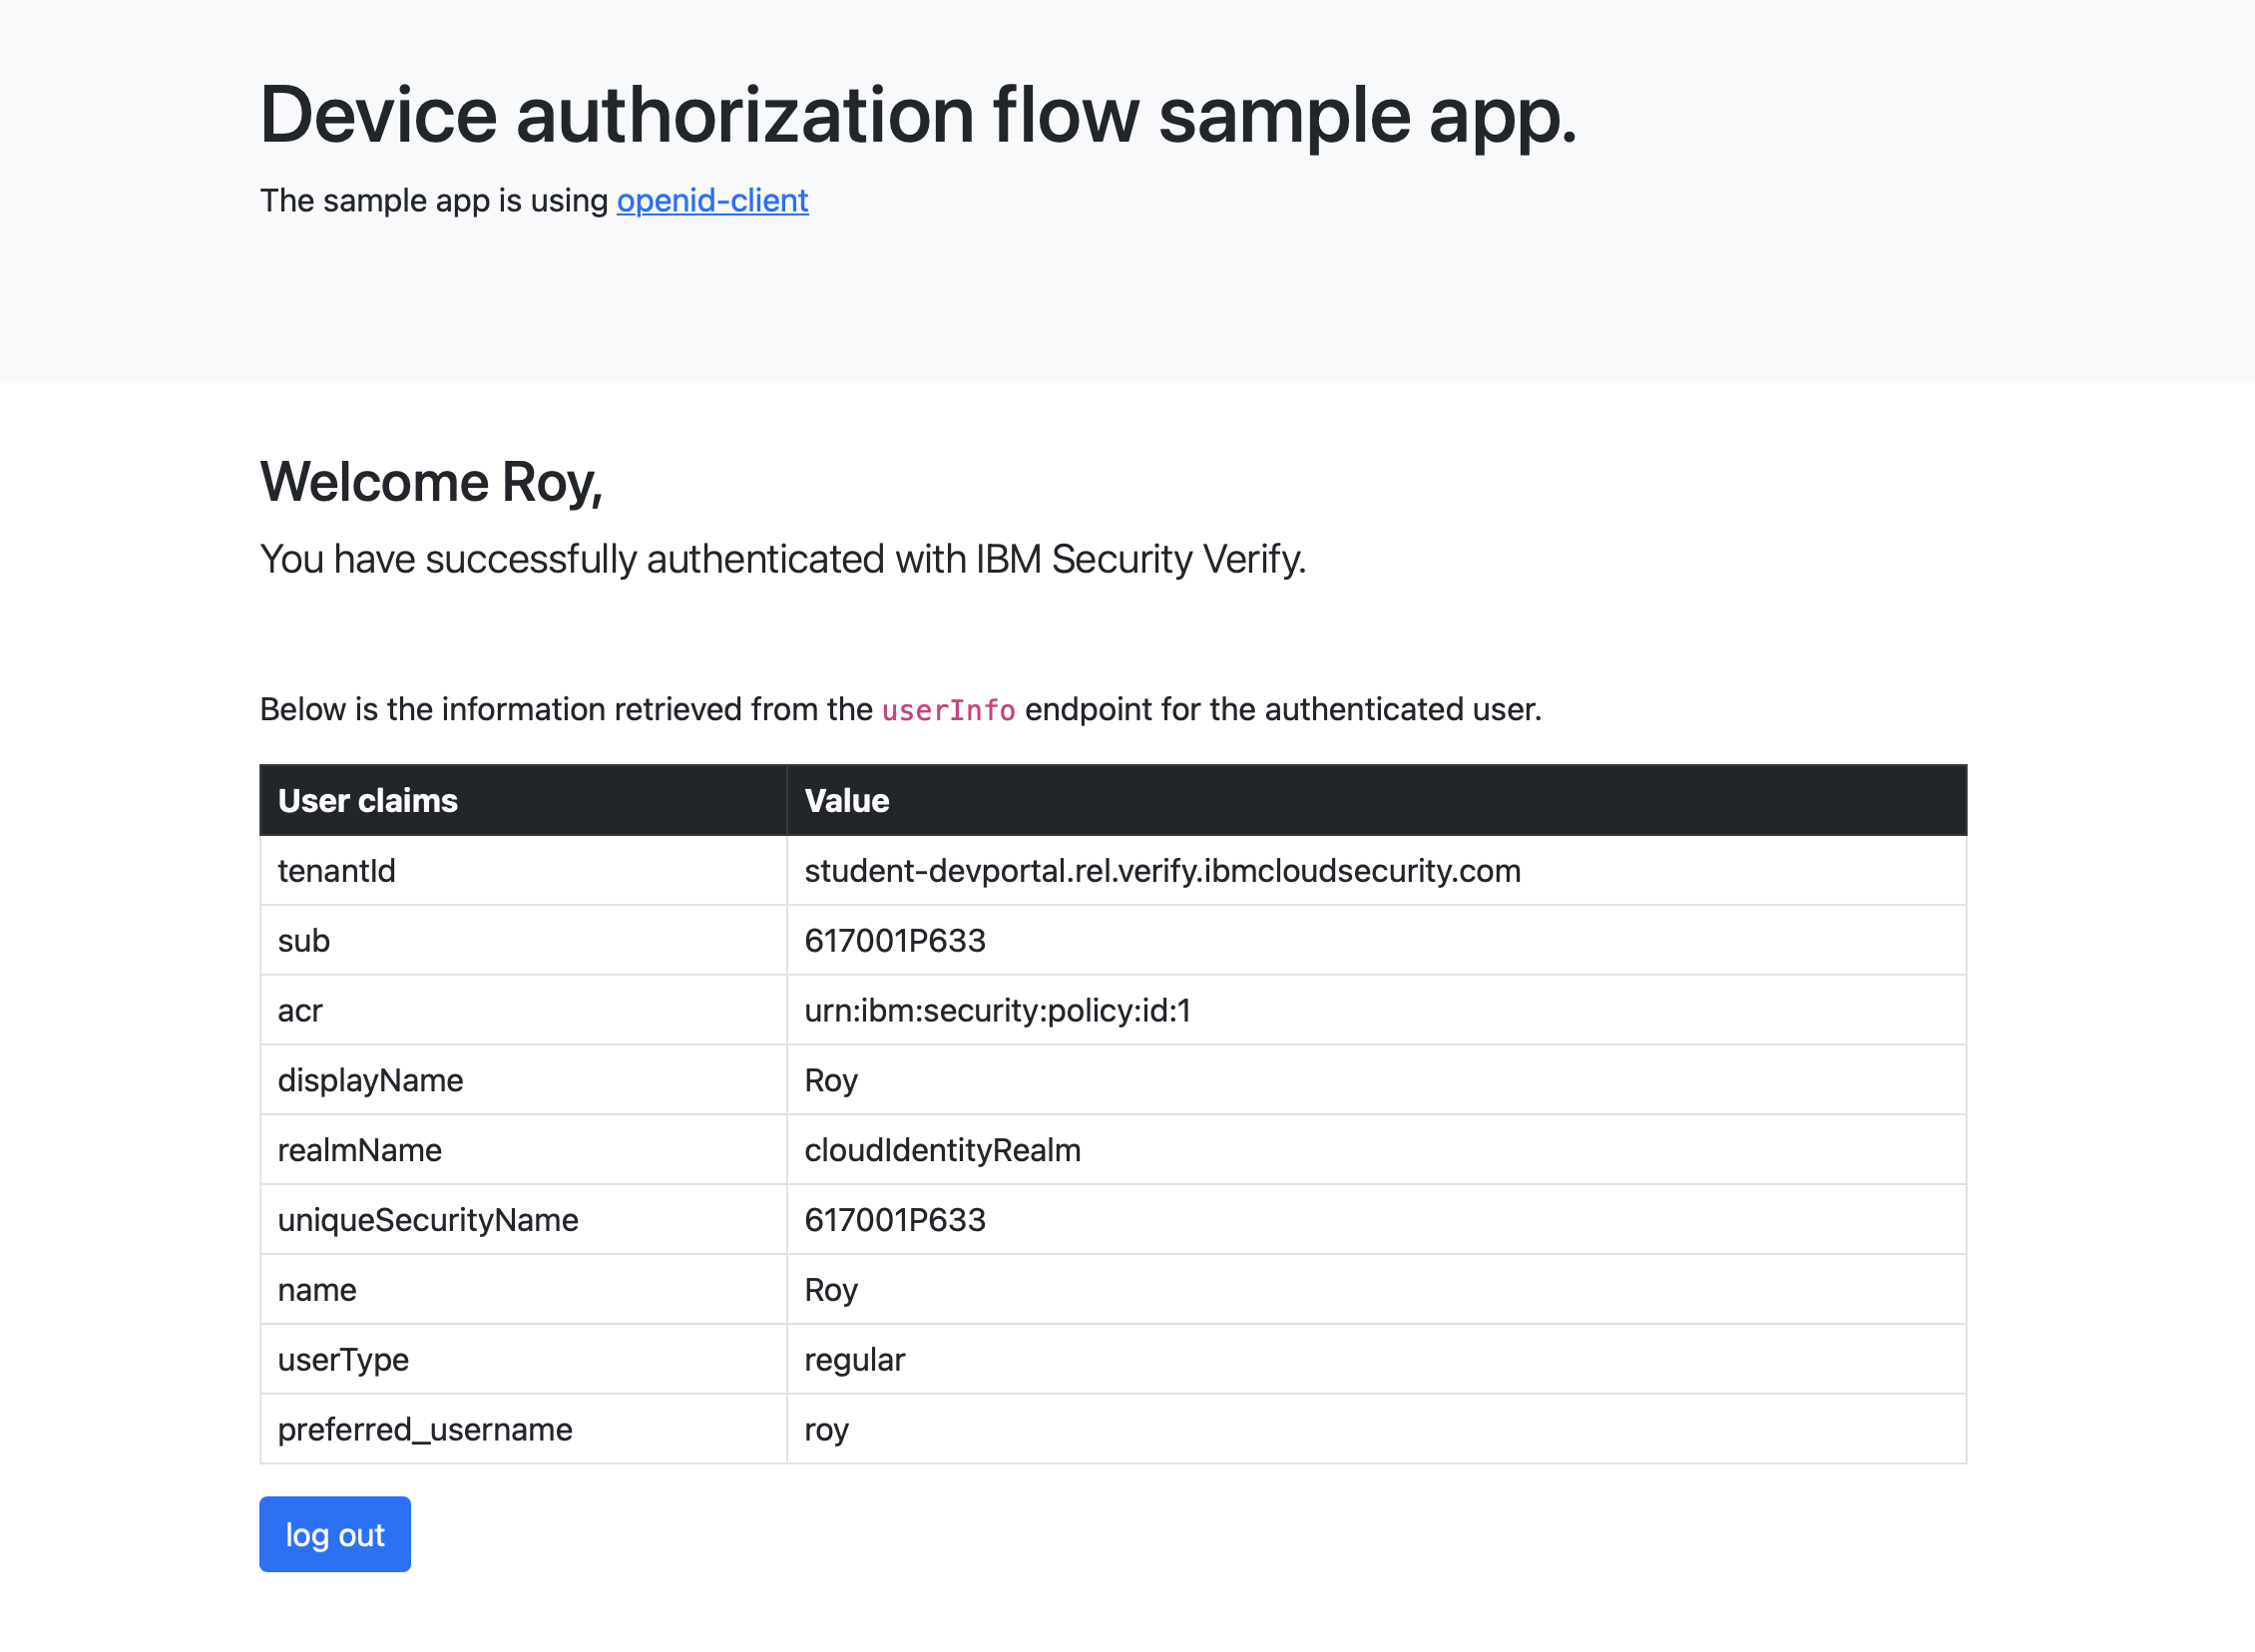 Device authorization flow sample app.
The sample app is using openid-client
Welcome Roy,
You have successfully authenticated with IBM Security Verify.
Below is the information retrieved from the userInfo endpoint for the authenticated user.
User claims Value
tenantId student-devportal.rel.verify.ibmcloudsecurity.com
sub 617001P633
acr urn:ibm:security:policy:id:1
displayName Roy
realmName cloudIdentityRealm
uniqueSecurityName 617001P633
name Roy
userType regular
preferred_username roy
log out